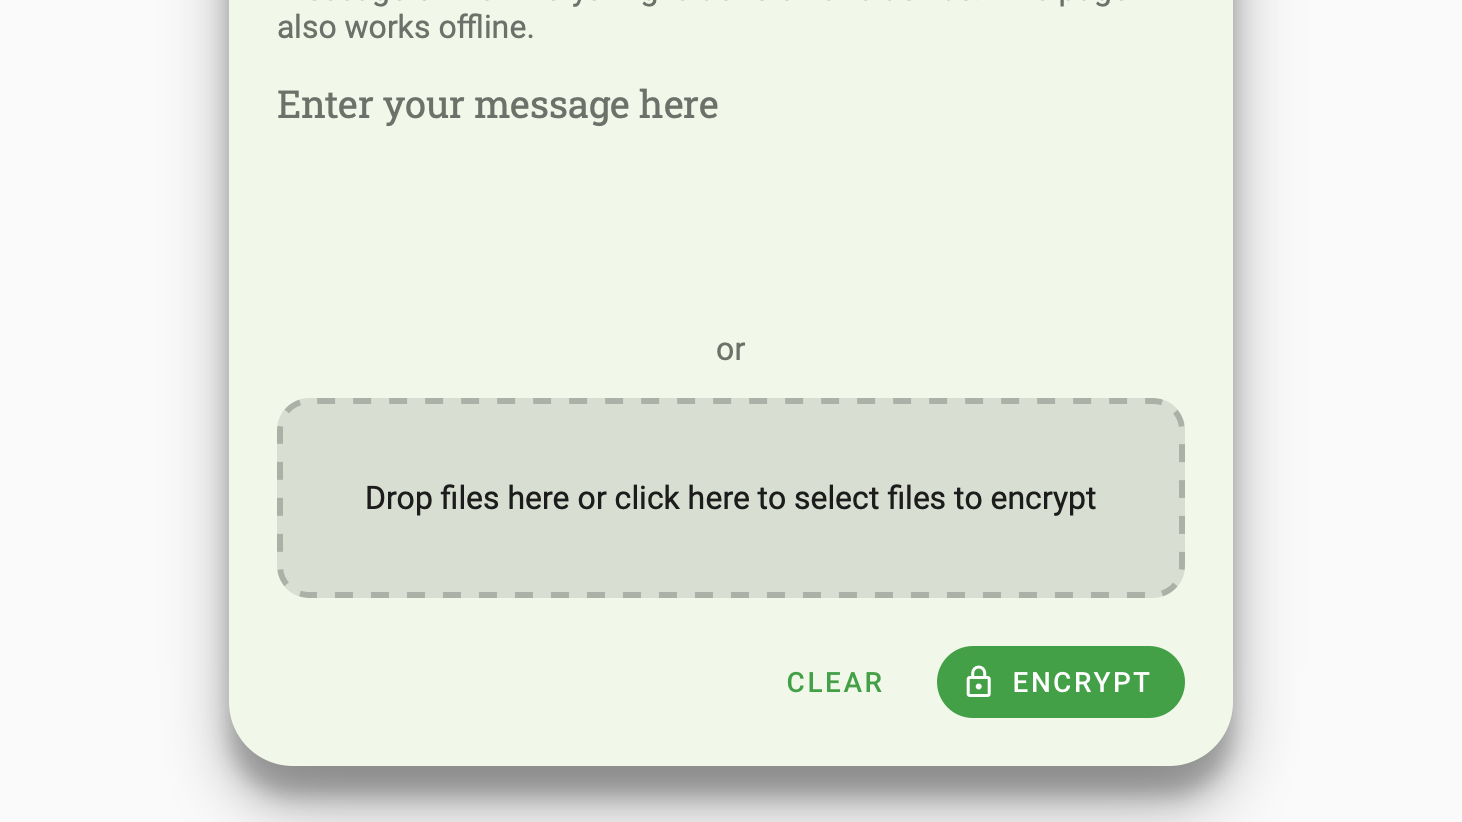 also works offline.
Enter your message here
or
Drop files here or click here to select files to encrypt
CLEAR
ENCRYPT